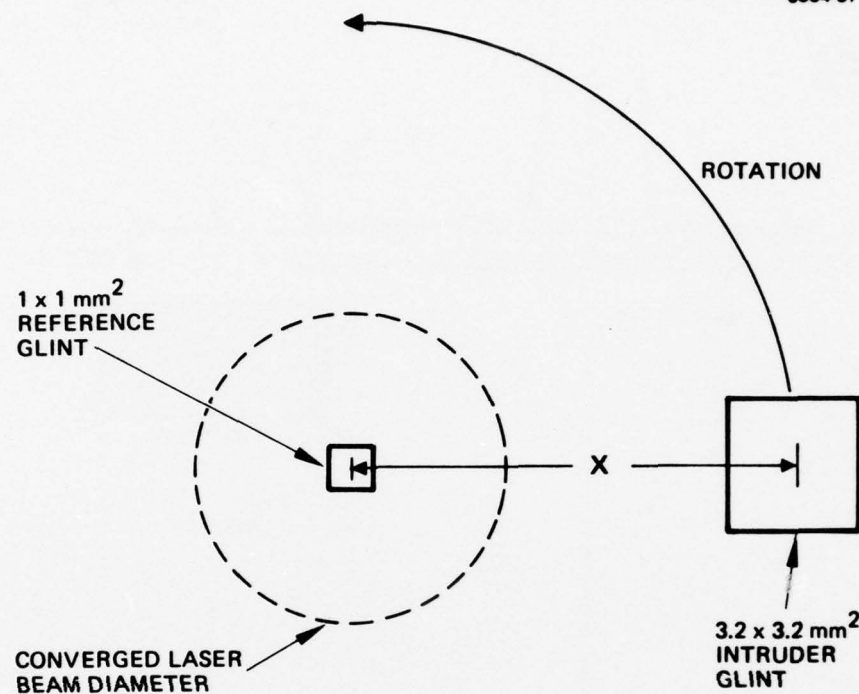 ROTATION
1 x 1 mm²
REFERENCE
GLINT
X
CONVERGED LASER
BEAM DIAMETER
3.2 x 3.2 mm²
INTRUDER
GLINT